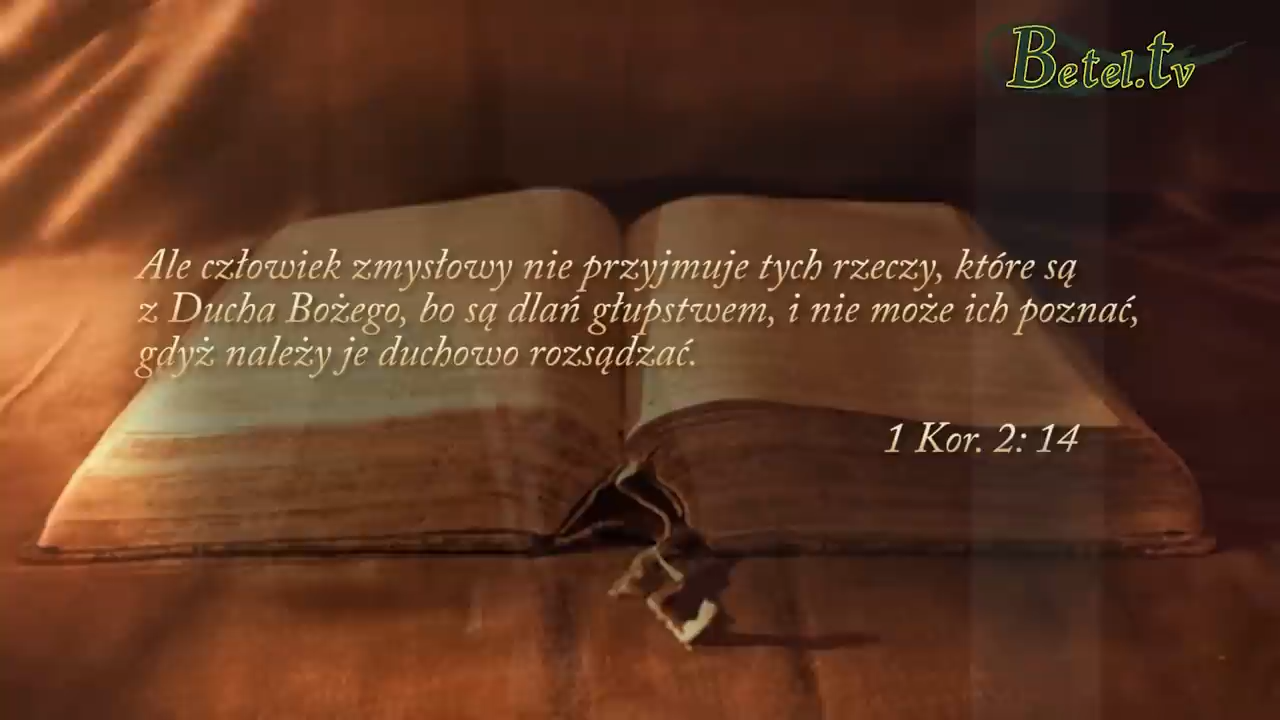 Betel.tv
Ale człowiek zmysłowy nie przyjmuje tych rzeczy, które są
z Ducha Bożego, bo są dlań głupstwem, i nie może ich poznać,
gdyż należy je duchowo rozsądzać.
1 Kor. 2: 14